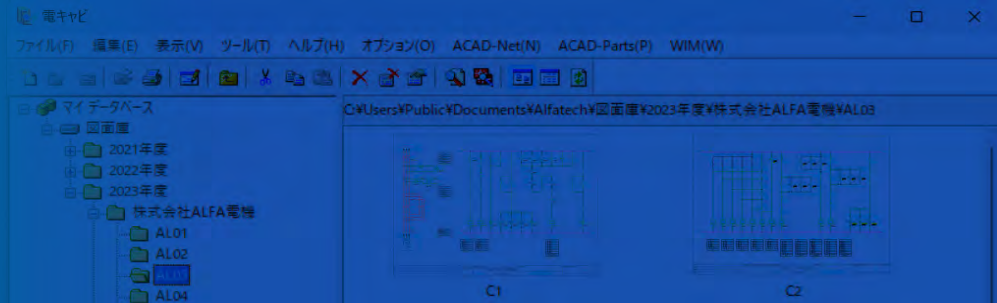 電キャビ
ファイル(F) 編集(E) 表示(V) ツール(T) ヘルプ(H) オプション(O) ACAD-Net(N) ACAD-Parts(P) WIM(W)
マイ データベース
C:¥Users¥Public¥Documents¥Alfatech¥図面庫¥2023年度¥株式会社ALFA電機¥AL03
図面庫
2021年度
2022年度
2023年度
株式会社ALFA電機
AL01
AL02
AL03
AL04
C1
C2